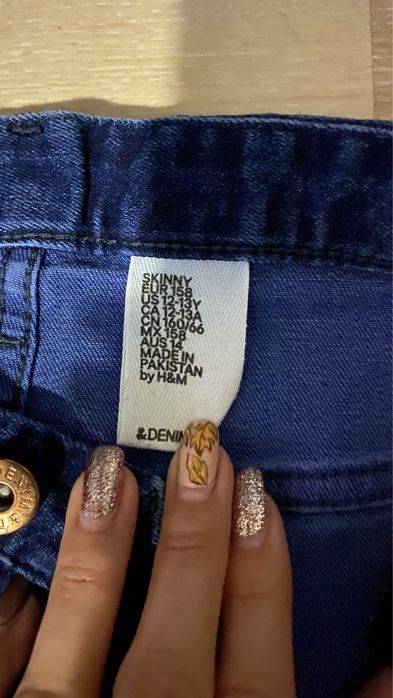 SKINNY
EUR 158
US 12-13Y
CA 12-13A
CN 160/66
MX 158
AUS 14
MADE IN
PAKISTAN
by H&M